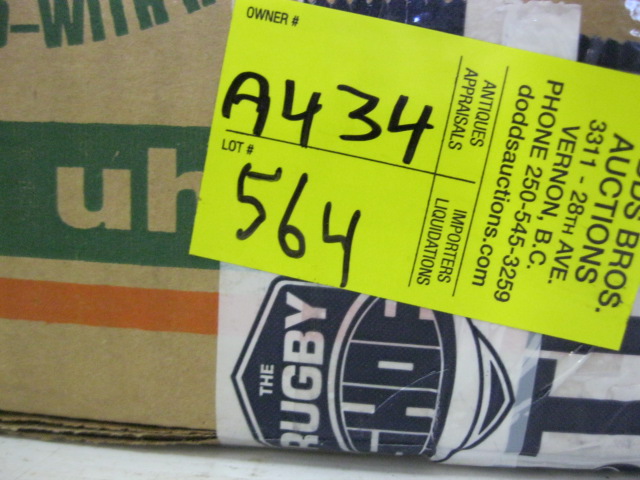 OWNER #
A434
LOT #
564
ANTIQUES
APPRAISALS
IMPORTERS
LIQUIDATIONS
BROS.
AUCTIONS
3311 - 28TH AVE.
VERNON, B.C.
PHONE 250-545-3259
doddsauctions.com
uh
THE
RUGBY